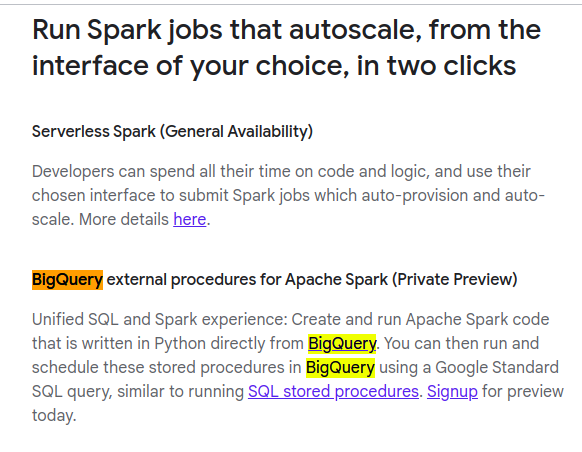 Run Spark jobs that autoscale, from the
interface of your choice, in two clicks
Serverless Spark (General Availability)
Developers can spend all their time on code and logic, and use their
chosen interface to submit Spark jobs which auto-provision and auto-
scale. More details here.
BigQuery external procedures for Apache Spark (Private Preview)
Unified SQL and Spark experience: Create and run Apache Spark code
that is written in Python directly from BigQuery. You can then run and
schedule these stored procedures in BigQuery using a Google Standard
SQL query, similar to running SQL stored procedures. Signup for preview
today.